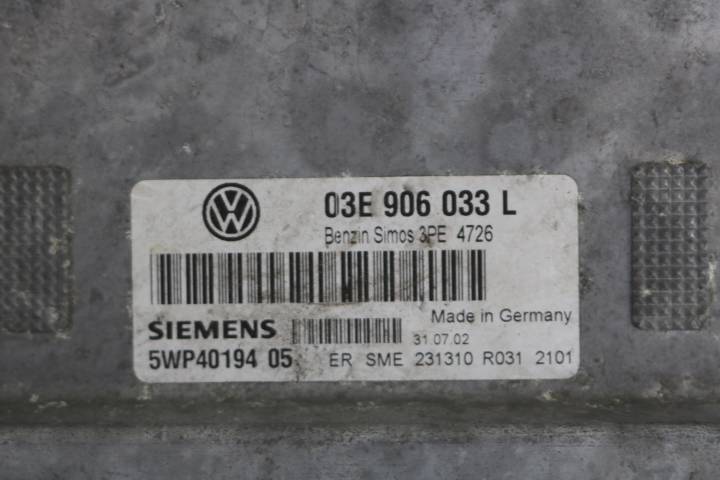 03E 906 033 L
Benzin Simos 3PE 4726
Made in Germany
SIEMENS
31.07.02
5WP40194 05 ER SME 231310 R031 2101